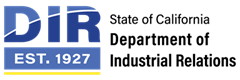 DIR
EST. 1927
State of California
Department of
Industrial Relations